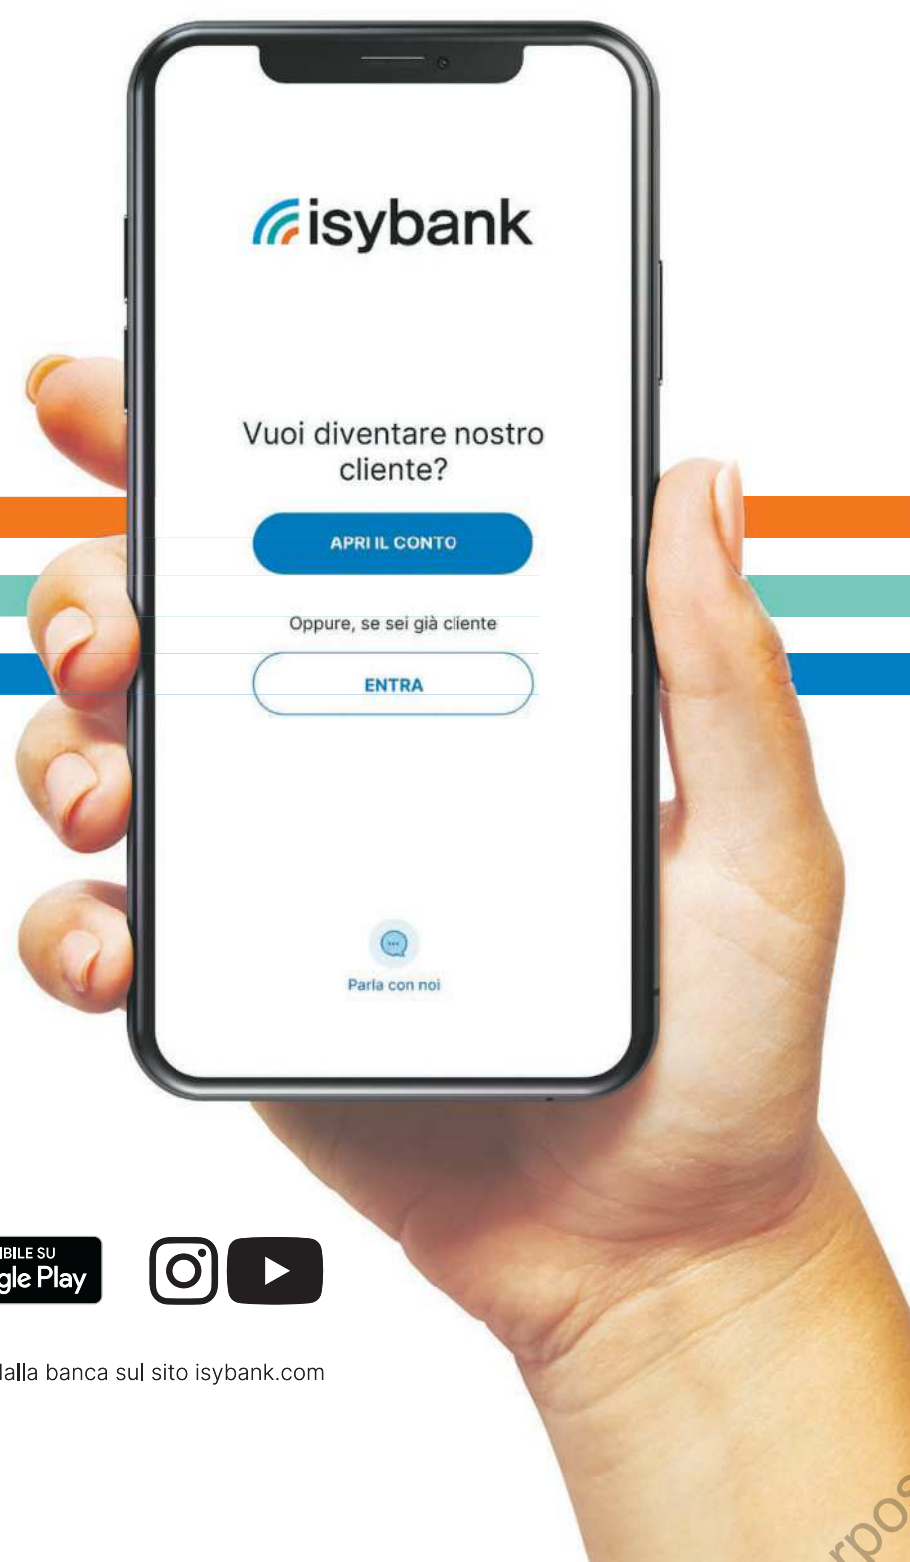 isybank
Vuoi diventare nostro
cliente?
APRI IL CONTO
Oppure, se sei già cliente
ENTRA
Parla con noi
IBILE SU
gle Play
dalla banca sul sito isybank.com